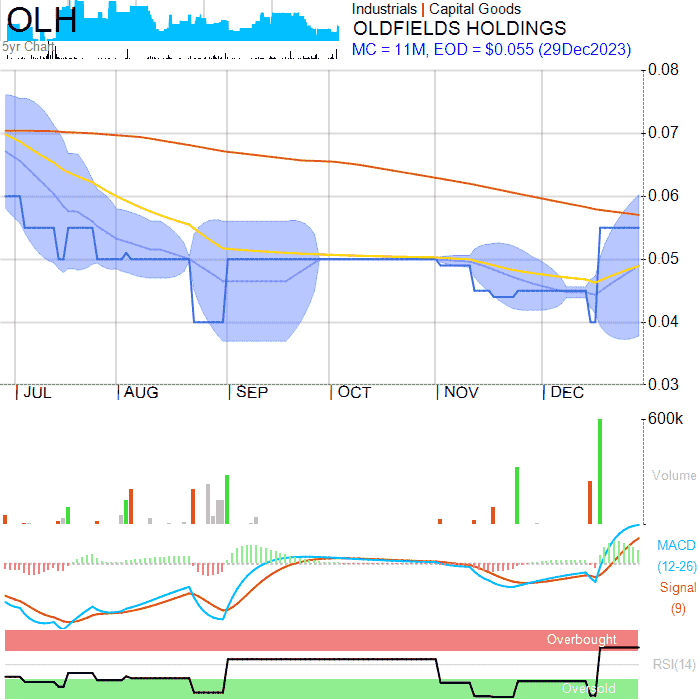 OLH
5yr Chart
Industrials | Capital Goods
OLDFIELDS HOLDINGS
MC = 11M, EOD = $0.055 (29Dec2023)
0.08
0.07
0.06
0.05
0.04
0.03
JUL AUG SEP OCT NOV DEC
600k
Volume
MACD
(12-26)
Signal
(9)
Overbought
RSI(14)
Oversold